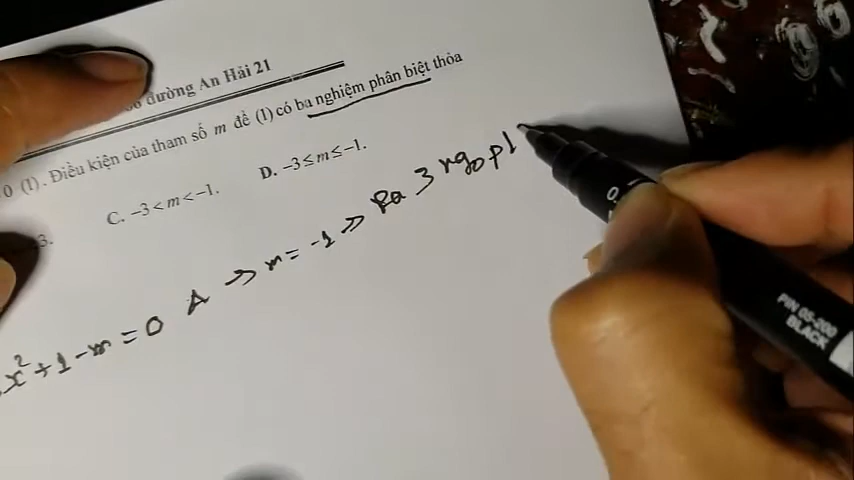 dường An Hải 21
0 (1). Điều kiện của tham số m để (1) có ba nghiệm phân biệt thỏa
C. −3 < m < −1. D. −3 ≤ m ≤ −1.
3.
x² + 1 − m = 0 A → m = −1 => Ra 3 ngo pl
PIN 05-200
BLACK